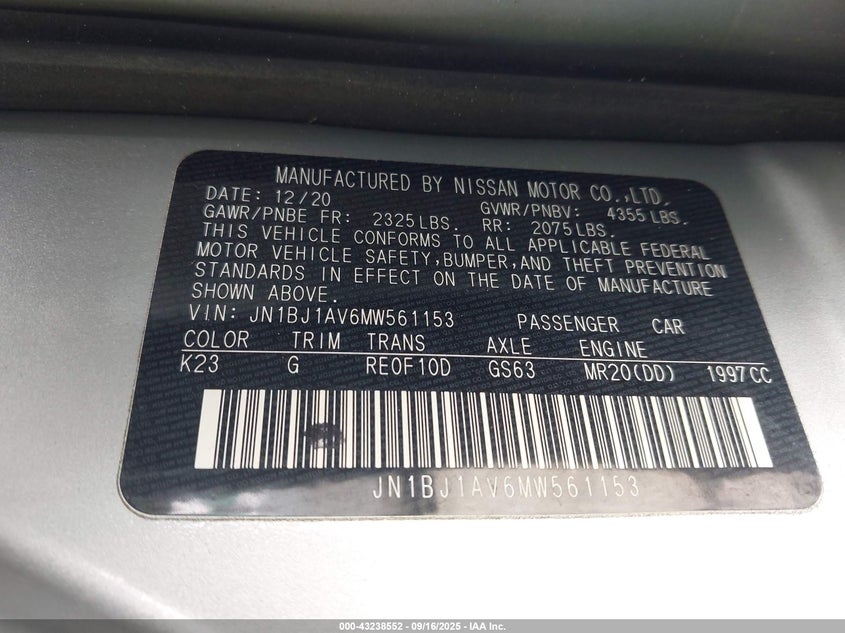 MANUFACTURED BY NISSAN MOTOR CO.,LTD.
DATE: 12/20 GVWR/PNBV: 4355 LBS.
GAWR/PNBE FR: 2325 LBS. RR: 2075 LBS.
THIS VEHICLE CONFORMS TO ALL APPLICABLE FEDERAL
MOTOR VEHICLE SAFETY, BUMPER, AND THEFT PREVENTION
STANDARDS IN EFFECT ON THE DATE OF MANUFACTURE
SHOWN ABOVE.
VIN: JN1BJ1AV6MW561153 PASSENGER CAR
COLOR TRIM TRANS AXLE ENGINE
K23 G RE0F10D GS63 MR20(DD) 1997 CC
JN1BJ1AV6MW561153
000-43238552 - 09/16/2025 - IAA Inc.